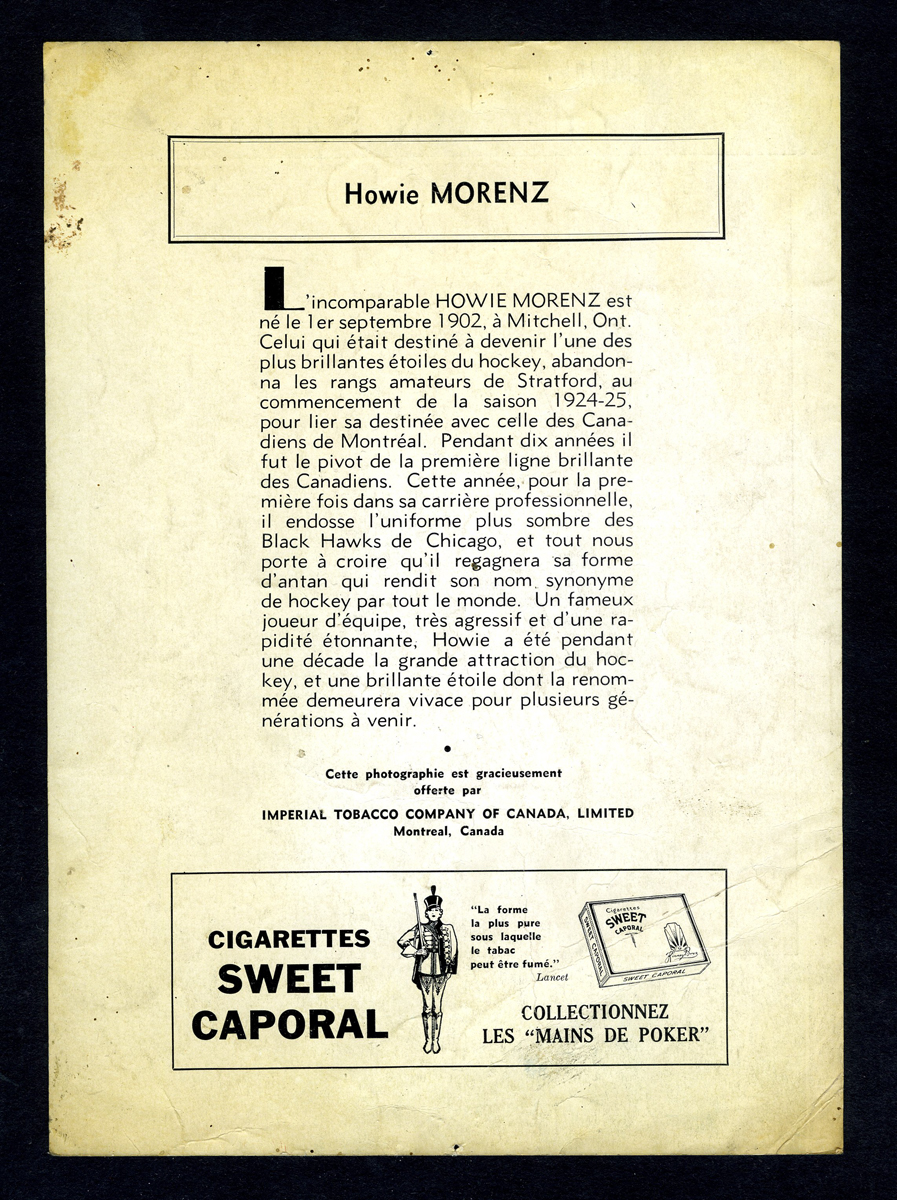 Howie MORENZ
L'incomparable HOWIE MORENZ est
né le 1er septembre 1902, à Mitchell, Ont.
Celui qui était destiné à devenir l'une des
plus brillantes étoiles du hockey, abandon-
na les rangs amateurs de Stratford, au
commencement de la saison 1924-25,
pour lier sa destinée avec celle des Cana-
diens de Montréal. Pendant dix années il
fut le pivot de la première ligne brillante
des Canadiens. Cette année, pour la pre-
mière fois dans sa carrière professionnelle,
il endosse l'uniforme plus sombre des
Black Hawks de Chicago, et tout nous
porte à croire qu'il regagnera sa forme
d'antan qui rendit son nom synonyme
de hockey par tout le monde. Un fameux
joueur d'équipe, très agressif et d'une ra-
pidité étonnante, Howie a été pendant
une décade la grande attraction du hoc-
key, et une brillante étoile dont la renom-
mée demeurera vivace pour plusieurs gé-
nérations à venir.
Cette photographie est gracieusement
offerte par
IMPERIAL TOBACCO COMPANY OF CANADA, LIMITED
Montreal, Canada
CIGARETTES
SWEET
CAPORAL
"La forme
la plus pure
sous laquelle
le tabac
peut être fumé."
Lancet
Cigarettes
SWEET
CAPORAL
SWEET CAPORAL
SWEET CAPORAL
COLLECTIONNEZ
LES "MAINS DE POKER"